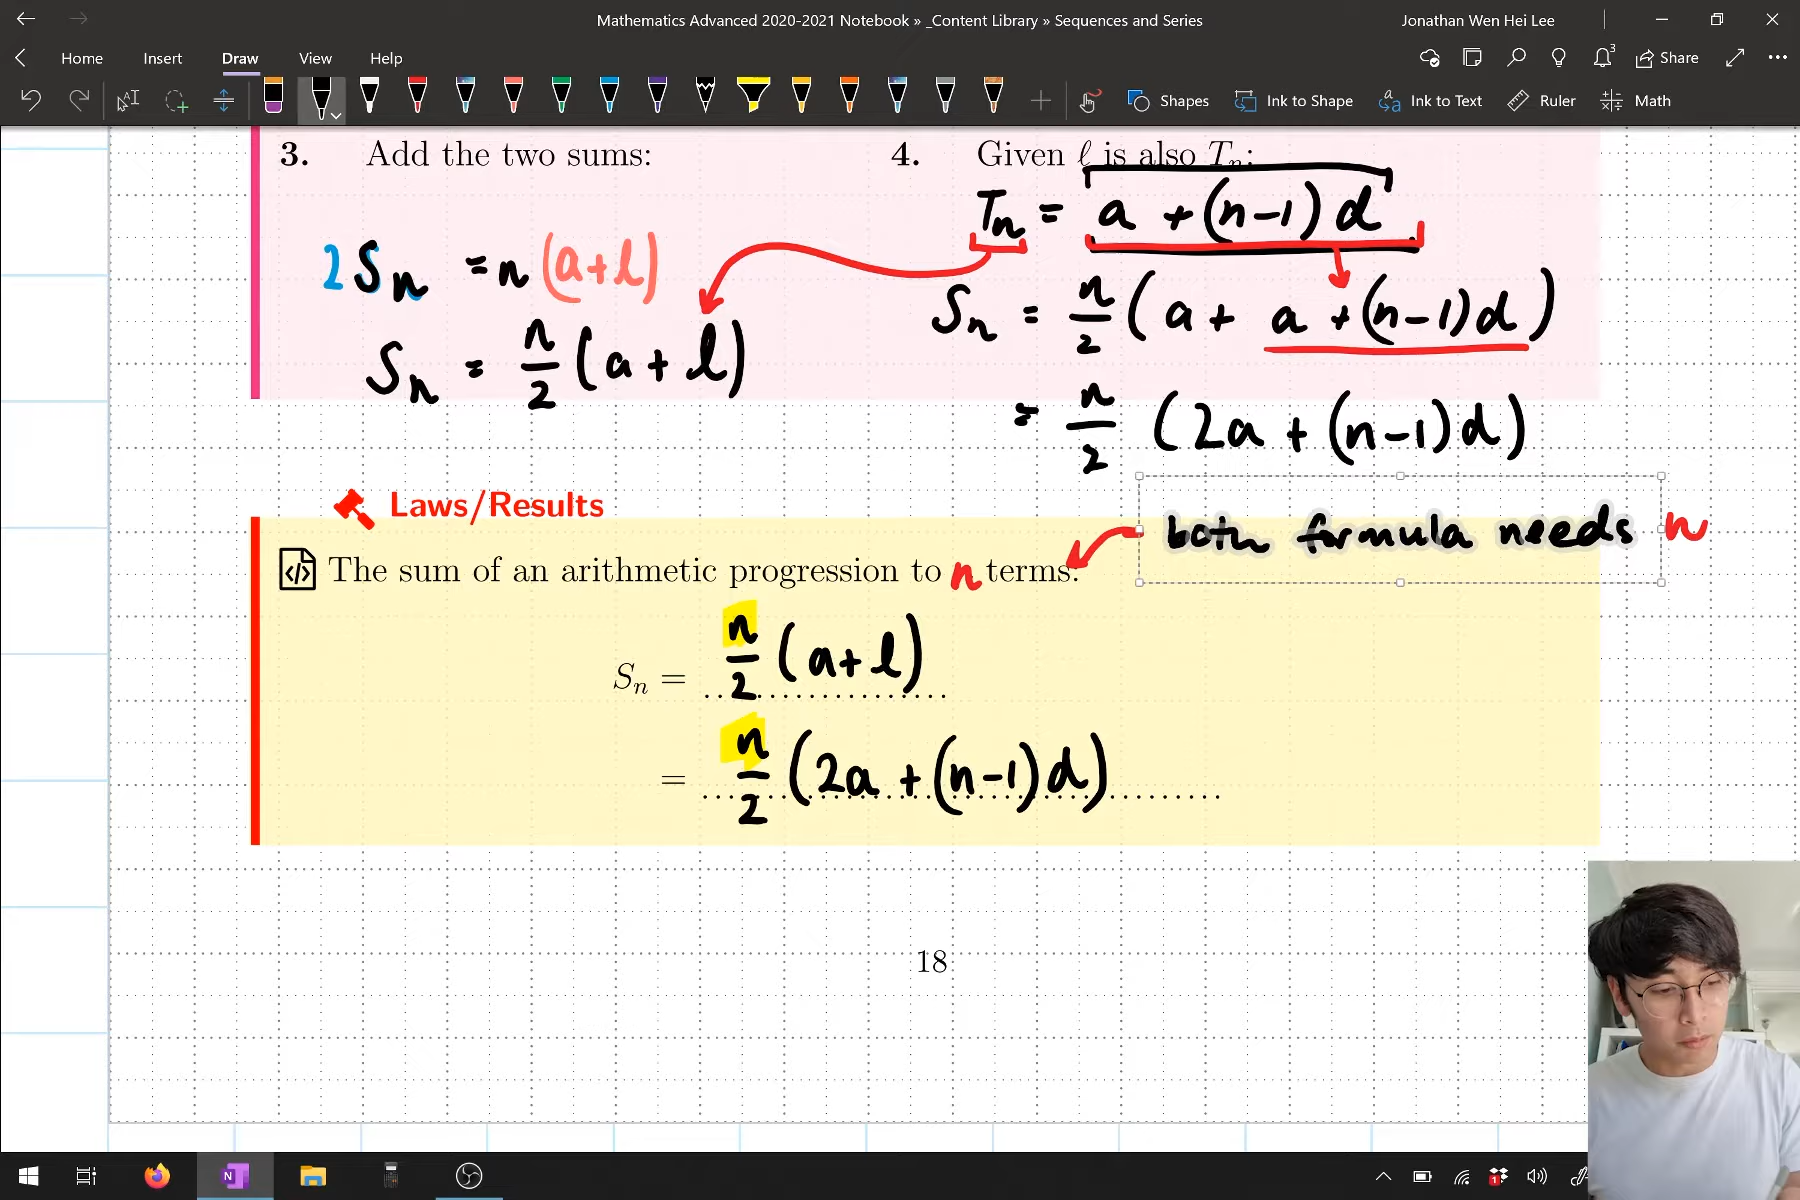 Mathematics Advanced 2020-2021 Notebook » _Content Library » Sequences and Series
Jonathan Wen Hei Lee
Home Insert Draw View Help
3
Share
Shapes Ink to Shape Ink to Text Ruler Math
3. Add the two sums:
2Sn = n(a+l)
Sn = n/2 (a+l)
4. Given ℓ is also Tn:
Tn = a +(n-1)d
Sn = n/2 (a + a +(n-1)d)
= n/2 (2a + (n-1)d)
Laws/Results
both formula needs n
The sum of an arithmetic progression to n terms:
Sn = n/2 (a+l)
= n/2 (2a + (n-1)d)
18